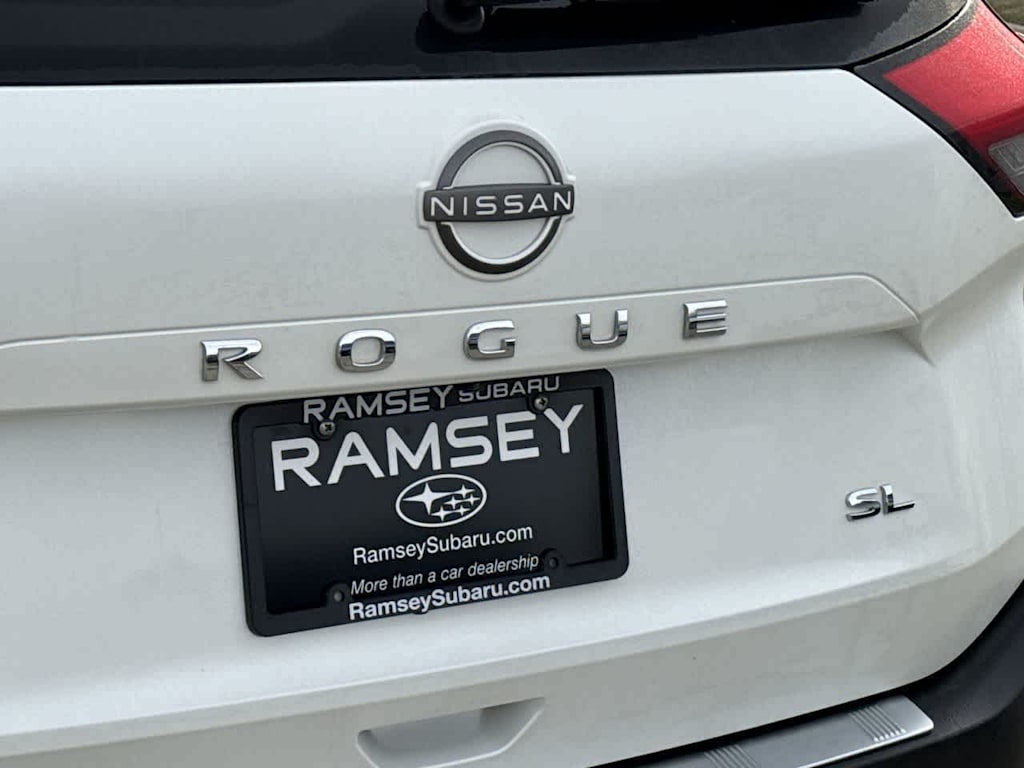 NISSAN
ROGUE
RAMSEY SUBARU
RAMSEY
RamseySubaru.com
More than a car dealership
RamseySubaru.com
SL